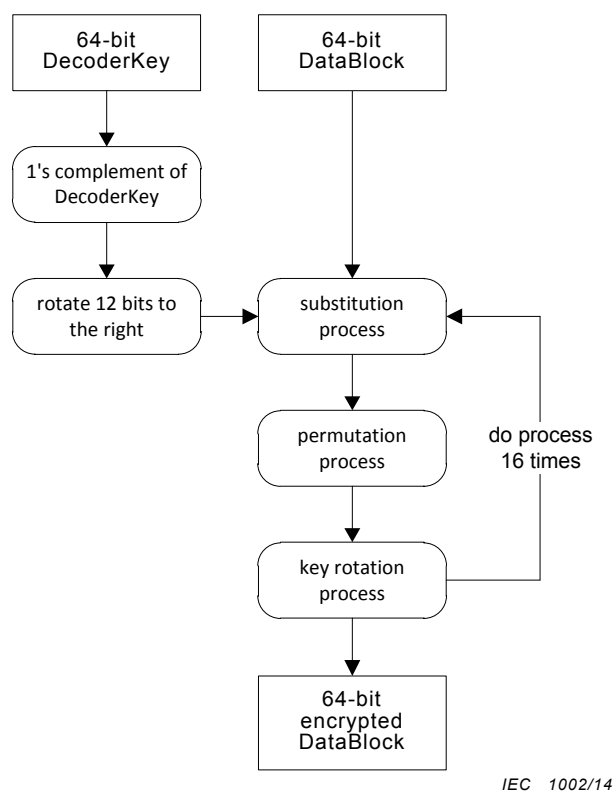 64-bit
DecoderKey
64-bit
DataBlock
1's complement of
DecoderKey
rotate 12 bits to
the right
substitution
process
permutation
process
do process
16 times
key rotation
process
64-bit
encrypted
DataBlock
IEC 1002/14